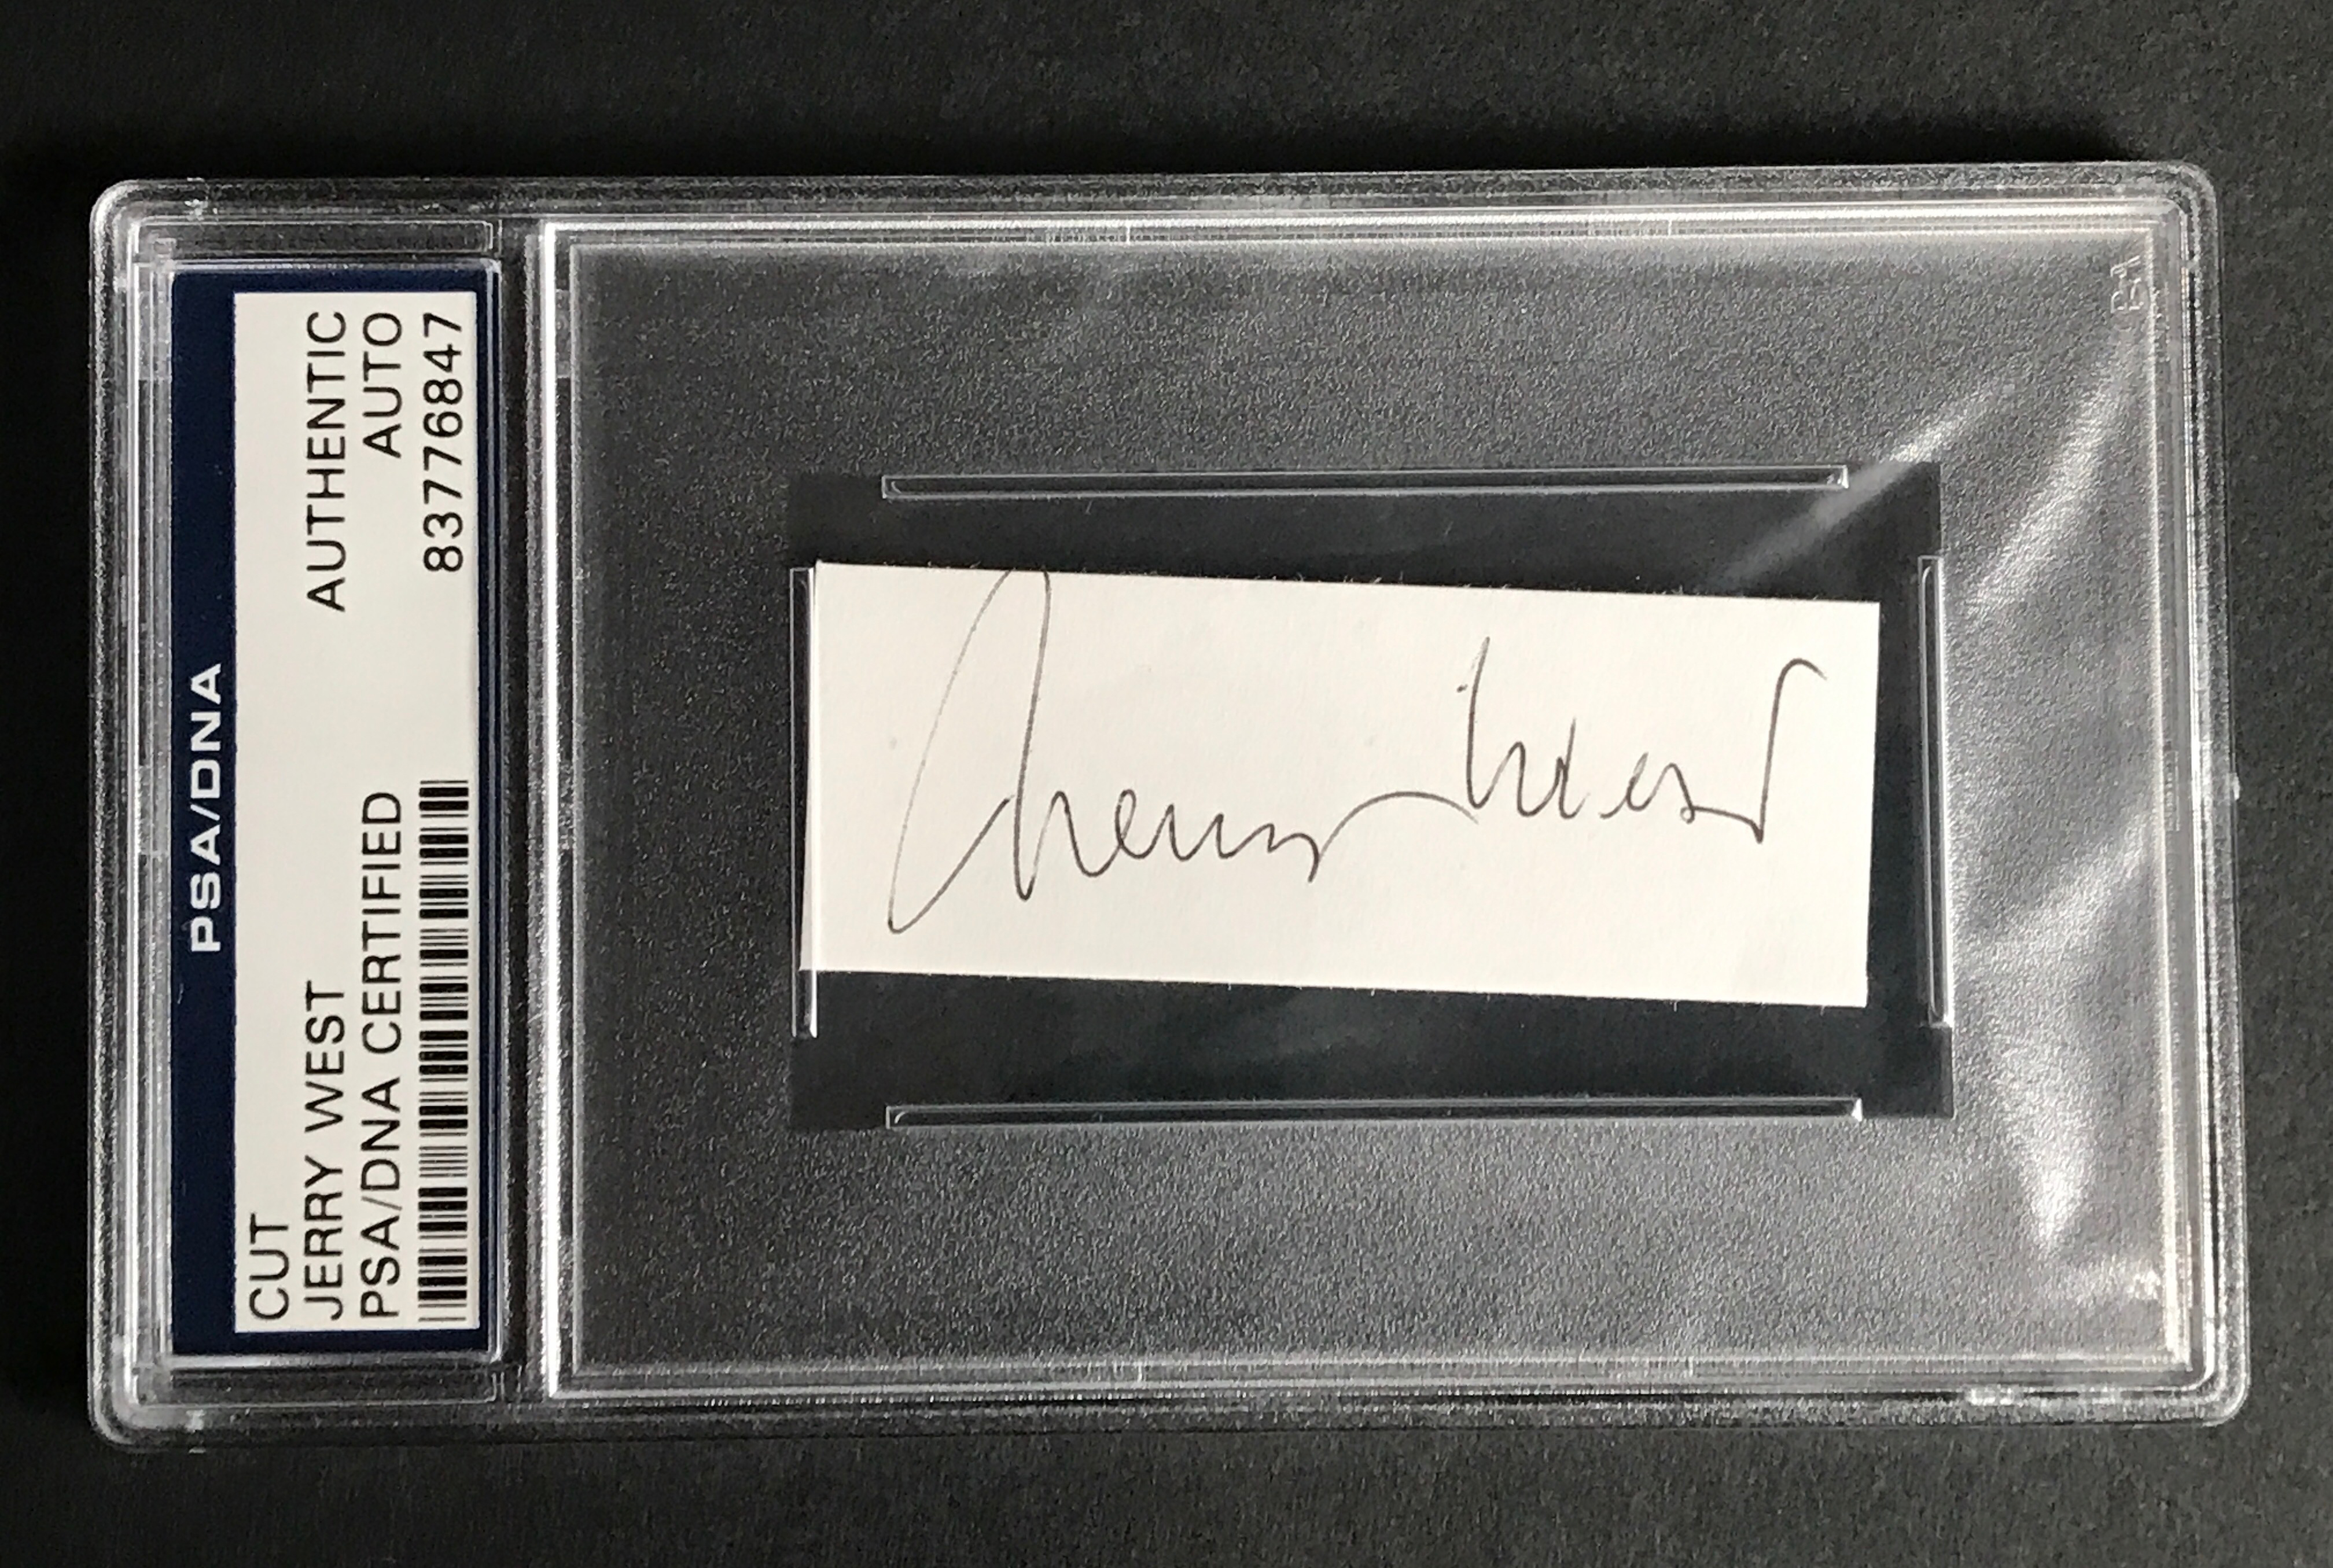 PSA/DNA
CUT
JERRY WEST AUTHENTIC
PSA/DNA CERTIFIED AUTO
83776847
Jerry West